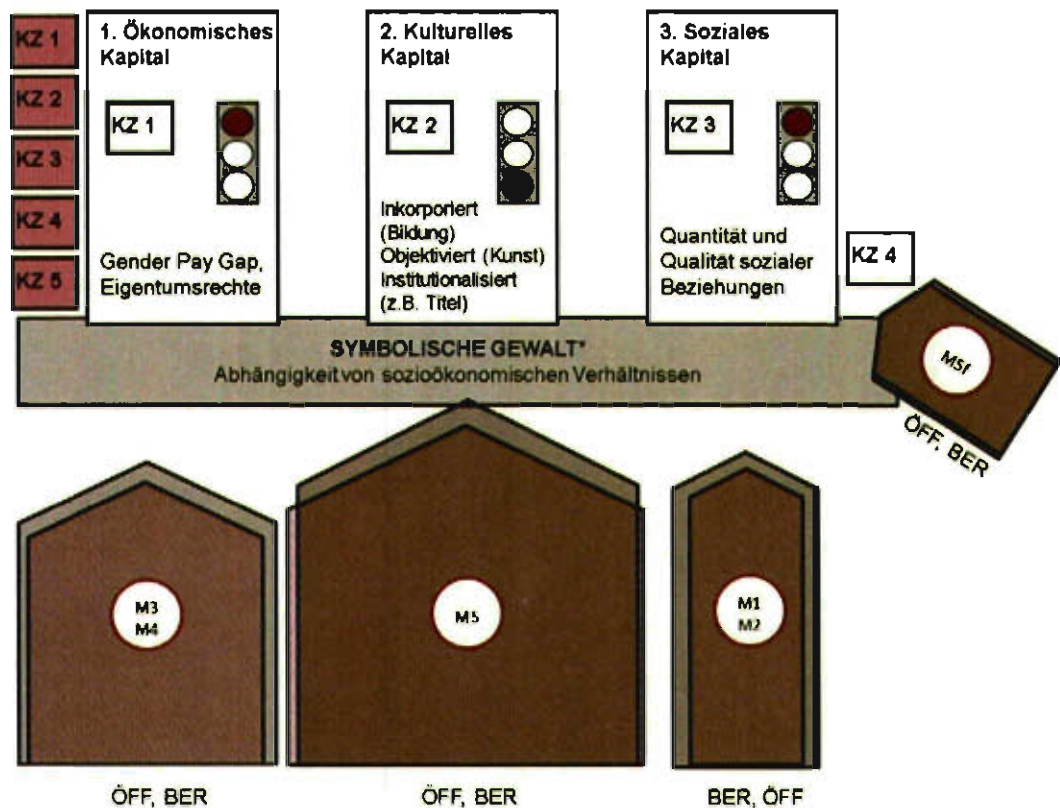 KZ 1
KZ 2
KZ 3
KZ 4
KZ 5
1. Ökonomisches
Kapital
KZ 1
Gender Pay Gap,
Eigentumsrechte
2. Kulturelles
Kapital
KZ 2
Inkorporiert
(Bildung)
Objektiviert (Kunst)
Institutionalisiert
(z.B. Titel)
3. Soziales
Kapital
KZ 3
Quantität und
Qualität sozialer
Beziehungen
KZ 4
SYMBOLISCHE GEWALT*
Abhängigkeit von sozioökonomischen Verhältnissen
M5f
ÖFF, BER
M3
M4
M5
M1
M2
ÖFF, BER
ÖFF, BER
BER, ÖFF